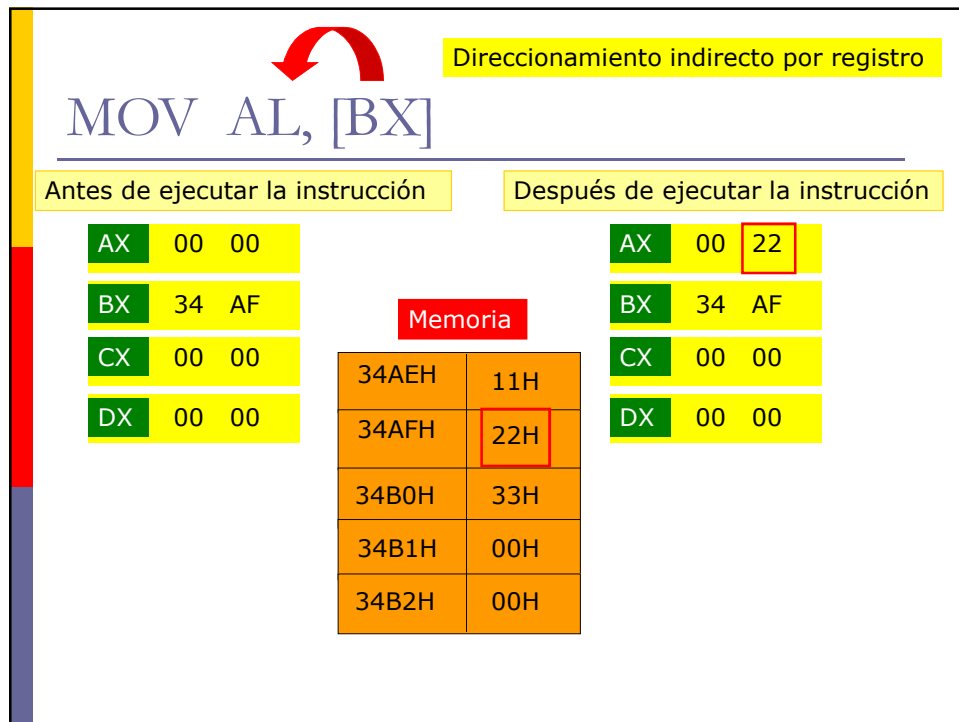 Direccionamiento indirecto por registro
MOV AL, [BX]
Antes de ejecutar la instrucción
AX 00 00
BX 34 AF
CX 00 00
DX 00 00
Memoria
34AEH 11H
34AFH 22H
34B0H 33H
34B1H 00H
34B2H 00H
Después de ejecutar la instrucción
AX 00 22
BX 34 AF
CX 00 00
DX 00 00